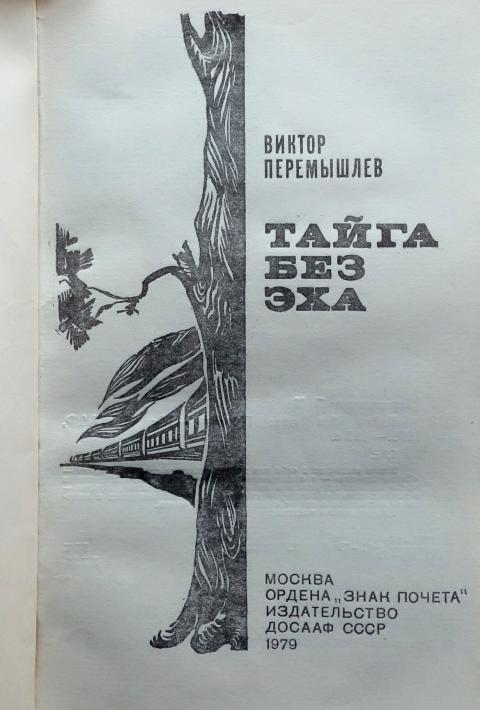 ВИКТОР
ПЕРЕМЫШЛЕВ
ТАЙГА
БЕЗ
ЭХА
МОСКВА
ОРДЕНА „ЗНАК ПОЧЕТА“
ИЗДАТЕЛЬСТВО
ДОСААФ СССР
1979